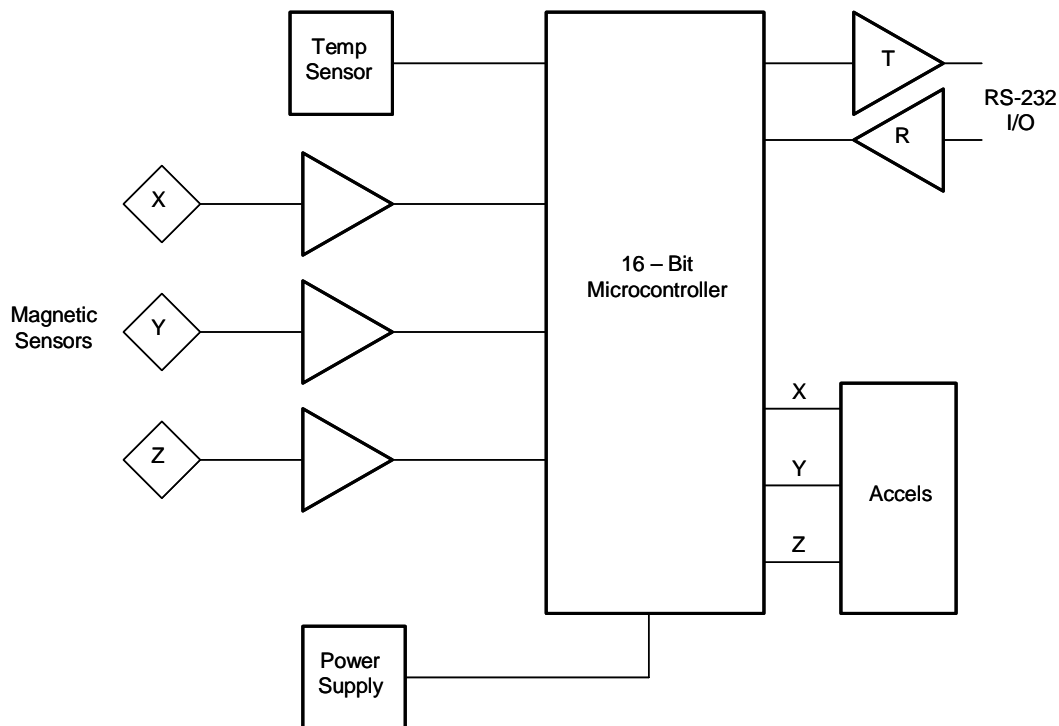 Temp
Sensor
T
RS-232
I/O
R
X
16 – Bit
Microcontroller
Magnetic
Sensors
Y
X
Z
Y
Accels
Z
Power
Supply